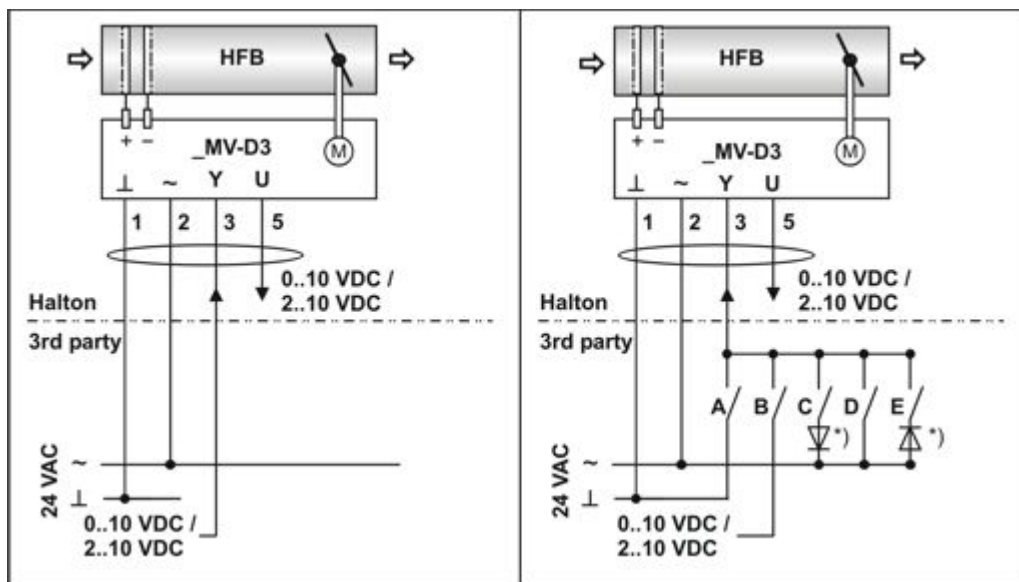 HFB
+ −
_MV-D3
M
⊥ ~ Y U
1 2 3 5
0..10 VDC /
2..10 VDC
Halton
3rd party
24 VAC
~
⊥
0..10 VDC /
2..10 VDC
HFB
+ −
_MV-D3
M
⊥ ~ Y U
1 2 3 5
0..10 VDC /
2..10 VDC
Halton
3rd party
A B C D E
*) *)
24 VAC
~
⊥
0..10 VDC /
2..10 VDC